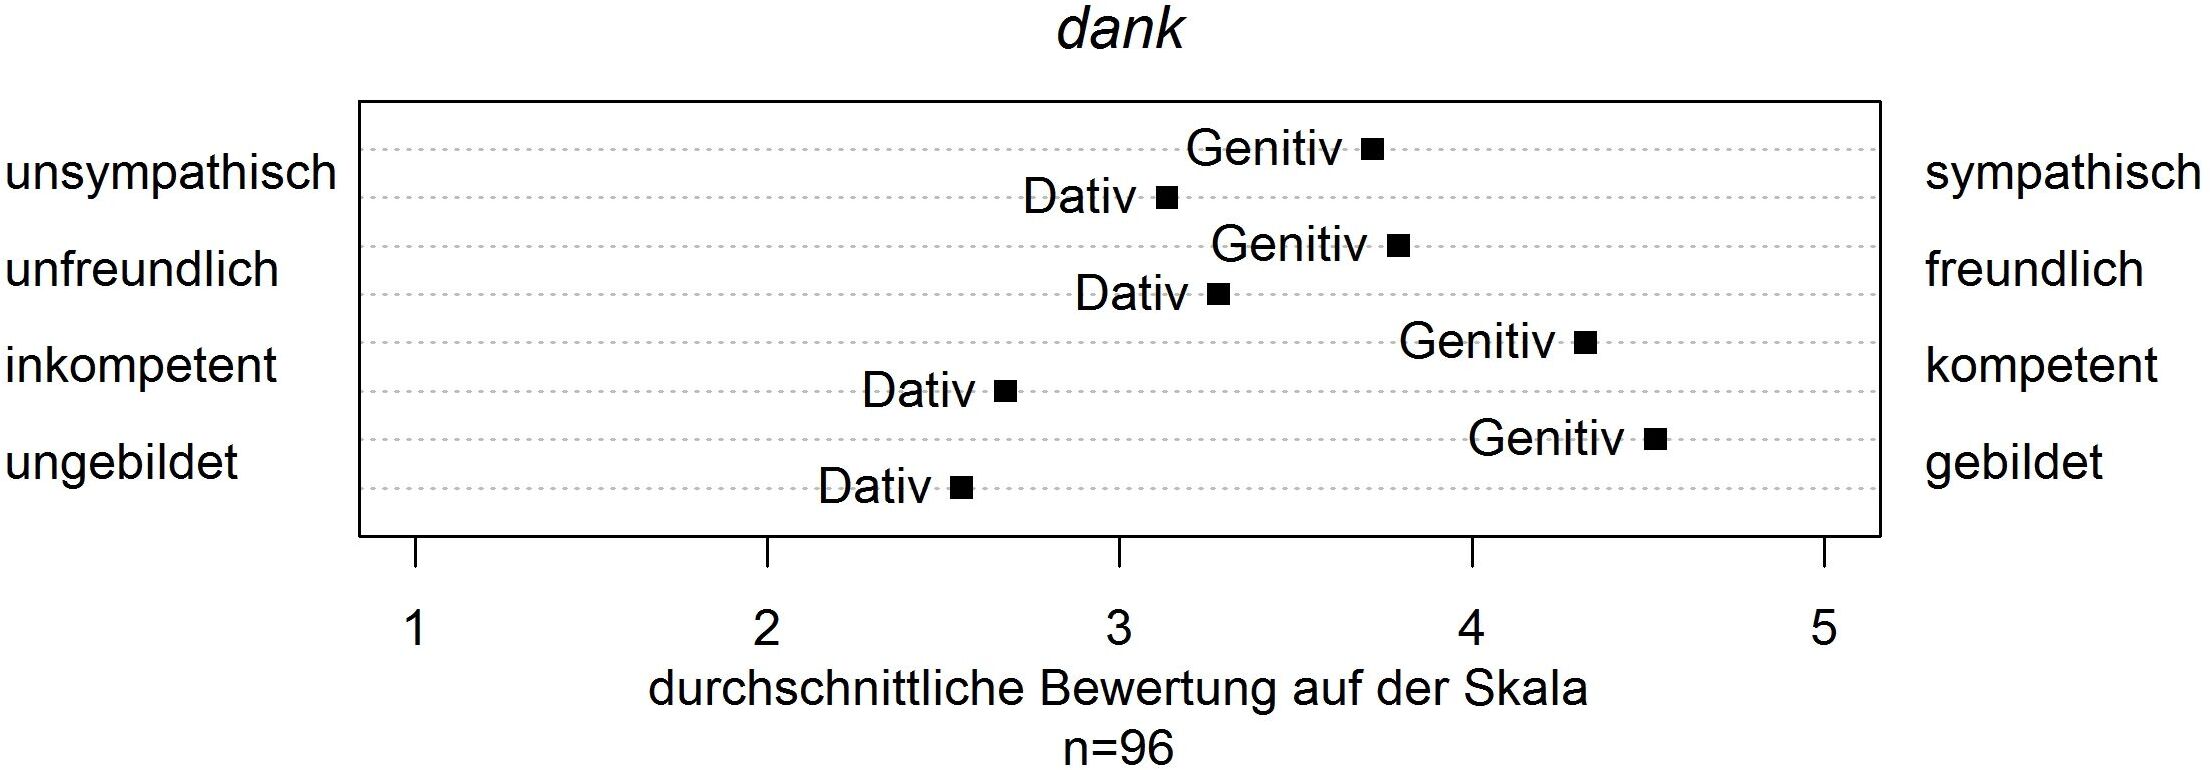 dank
Genitiv
unsympathisch sympathisch
Dativ
Genitiv
unfreundlich freundlich
Dativ
Genitiv
inkompetent kompetent
Dativ
Genitiv
ungebildet gebildet
Dativ
1 2 3 4 5
durchschnittliche Bewertung auf der Skala
n=96